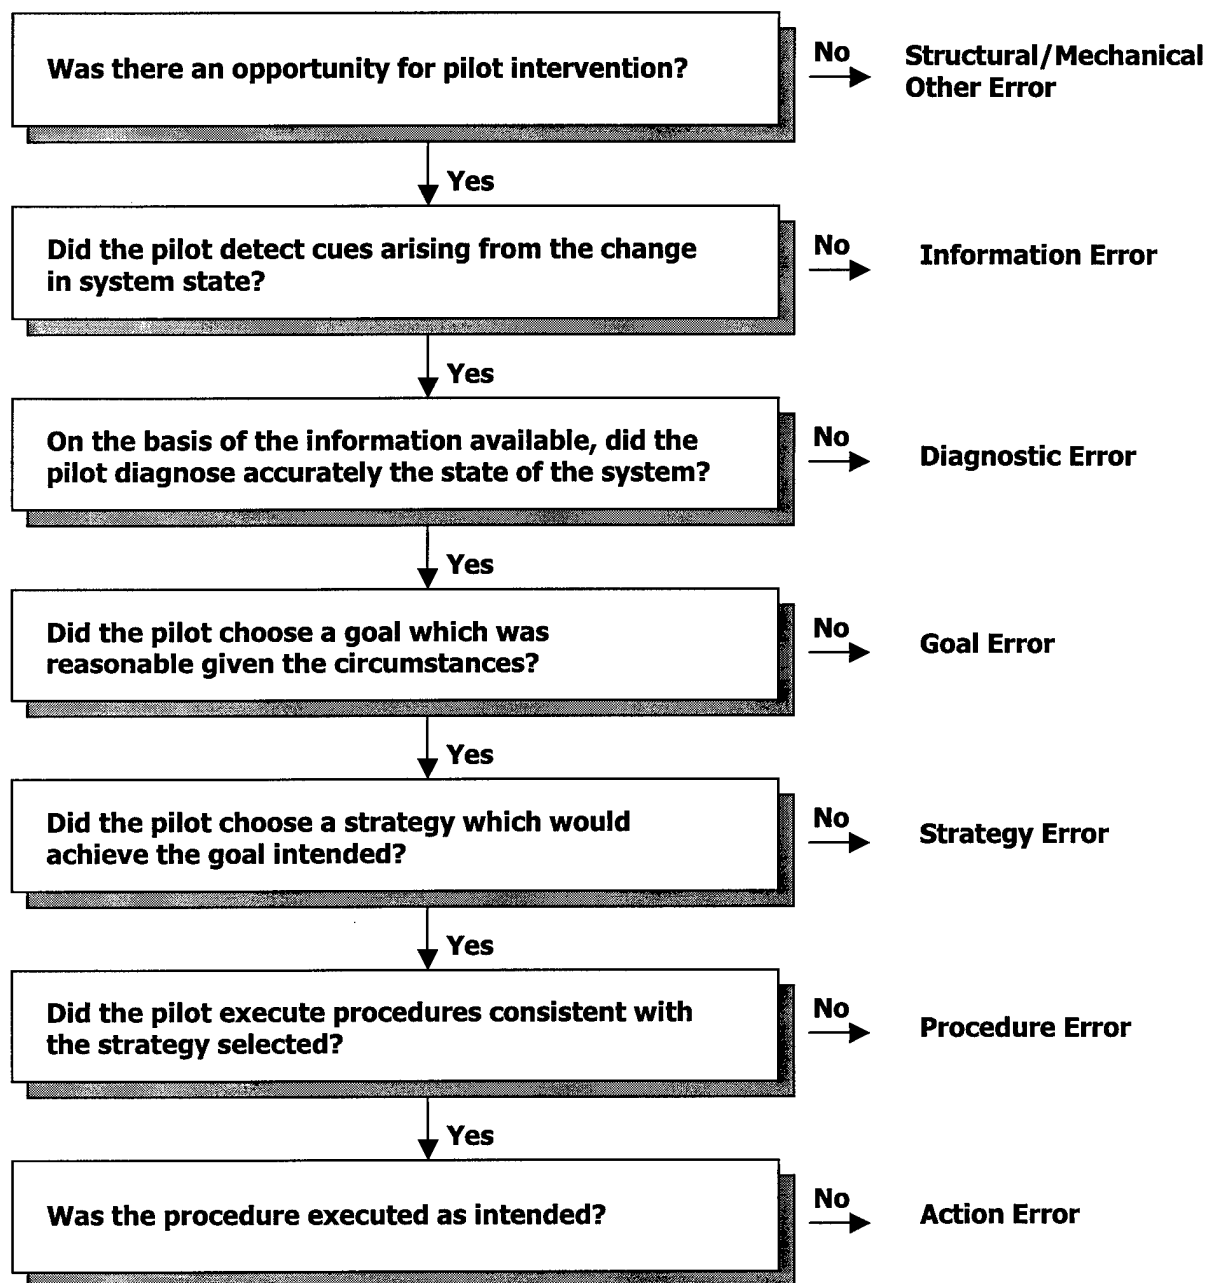 Was there an opportunity for pilot intervention?
No
Structural/Mechanical
Other Error
Yes
Did the pilot detect cues arising from the change
in system state?
No
Information Error
Yes
On the basis of the information available, did the
pilot diagnose accurately the state of the system?
No
Diagnostic Error
Yes
Did the pilot choose a goal which was
reasonable given the circumstances?
No
Goal Error
Yes
Did the pilot choose a strategy which would
achieve the goal intended?
No
Strategy Error
Yes
Did the pilot execute procedures consistent with
the strategy selected?
No
Procedure Error
Yes
Was the procedure executed as intended?
No
Action Error